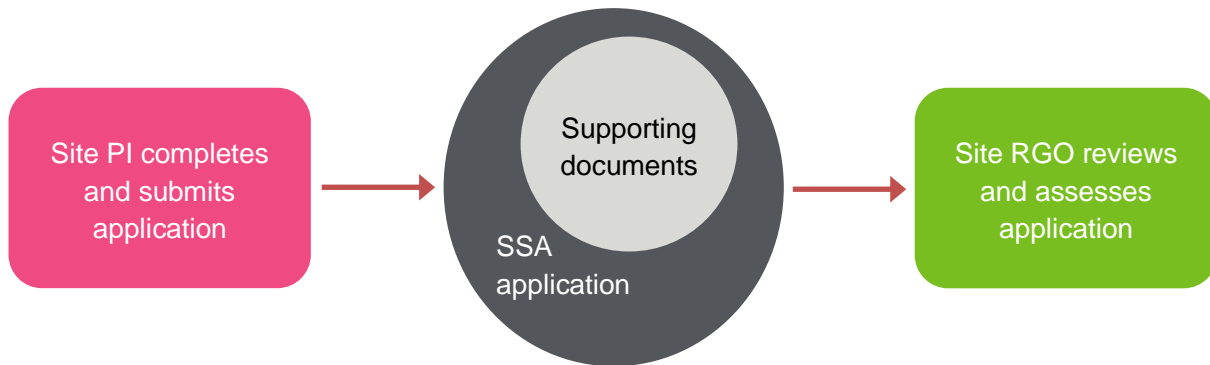 Site PI completes
and submits
application
Supporting
documents
SSA
application
Site RGO reviews
and assesses
application